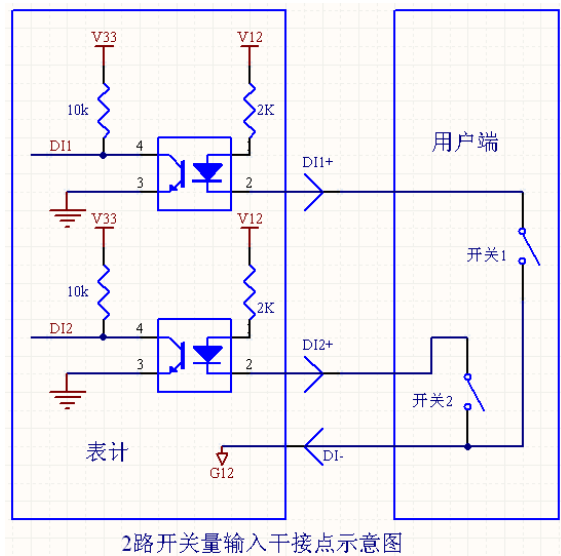 V33
V12
10k
2K
DI1
4
1
3
2
DI1+
用户端
开关1
V33
V12
10k
2K
DI2
4
1
3
2
DI2+
开关2
表计
G12
DI-
2路开关量输入干接点示意图